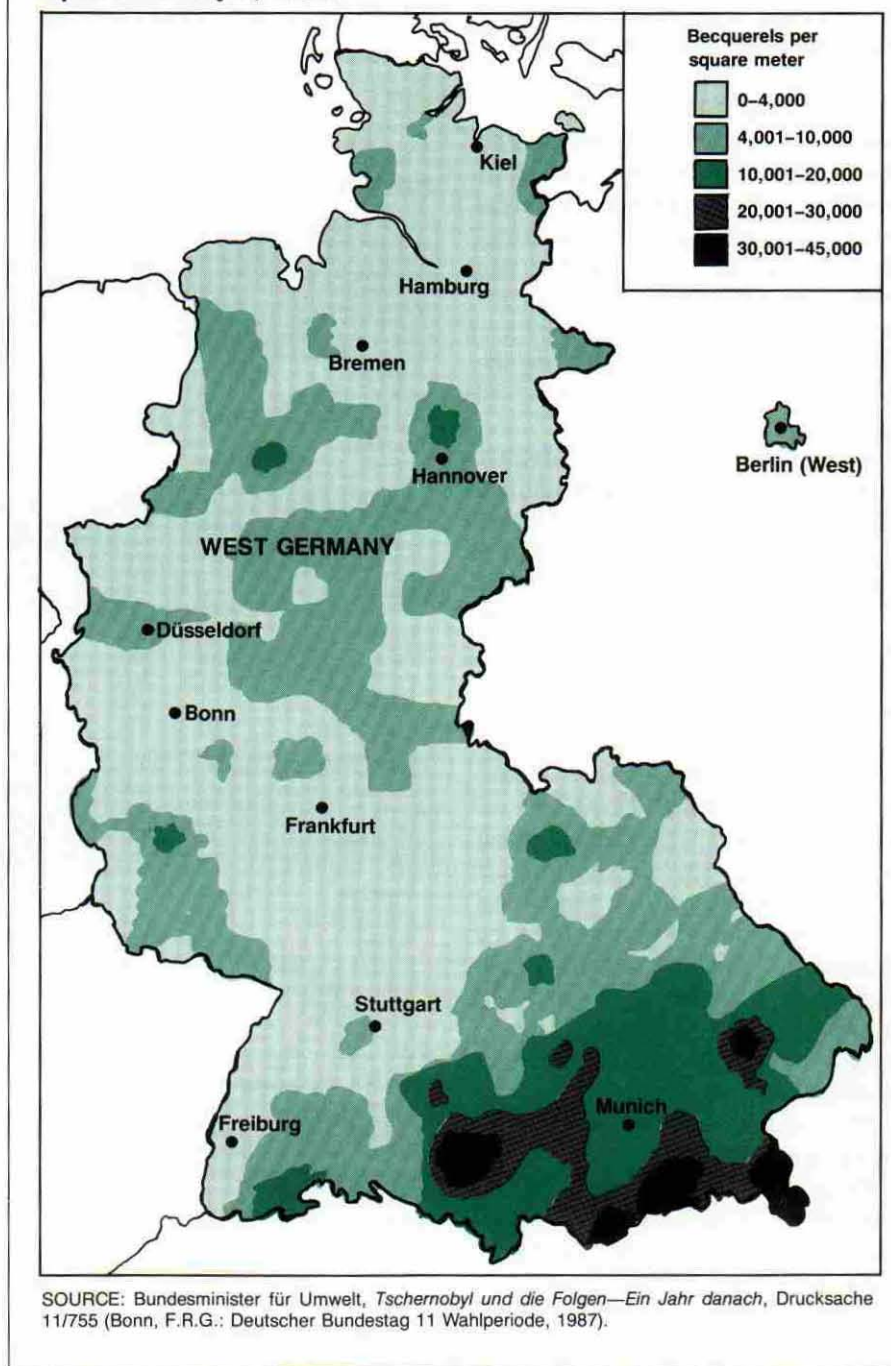 Becquerels per
square meter
0–4,000
4,001–10,000
10,001–20,000
20,001–30,000
30,001–45,000
Kiel
Hamburg
Bremen
Berlin (West)
Hannover
WEST GERMANY
Düsseldorf
Bonn
Frankfurt
Stuttgart
Munich
Freiburg
SOURCE: Bundesminister für Umwelt, Tschernobyl und die Folgen—Ein Jahr danach, Drucksache
11/755 (Bonn, F.R.G.: Deutscher Bundestag 11 Wahlperiode, 1987).